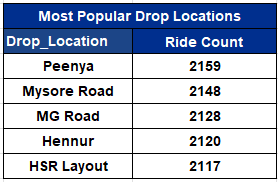 Most Popular Drop Locations
Drop_Location Ride Count
Peenya 2159
Mysore Road 2148
MG Road 2128
Hennur 2120
HSR Layout 2117